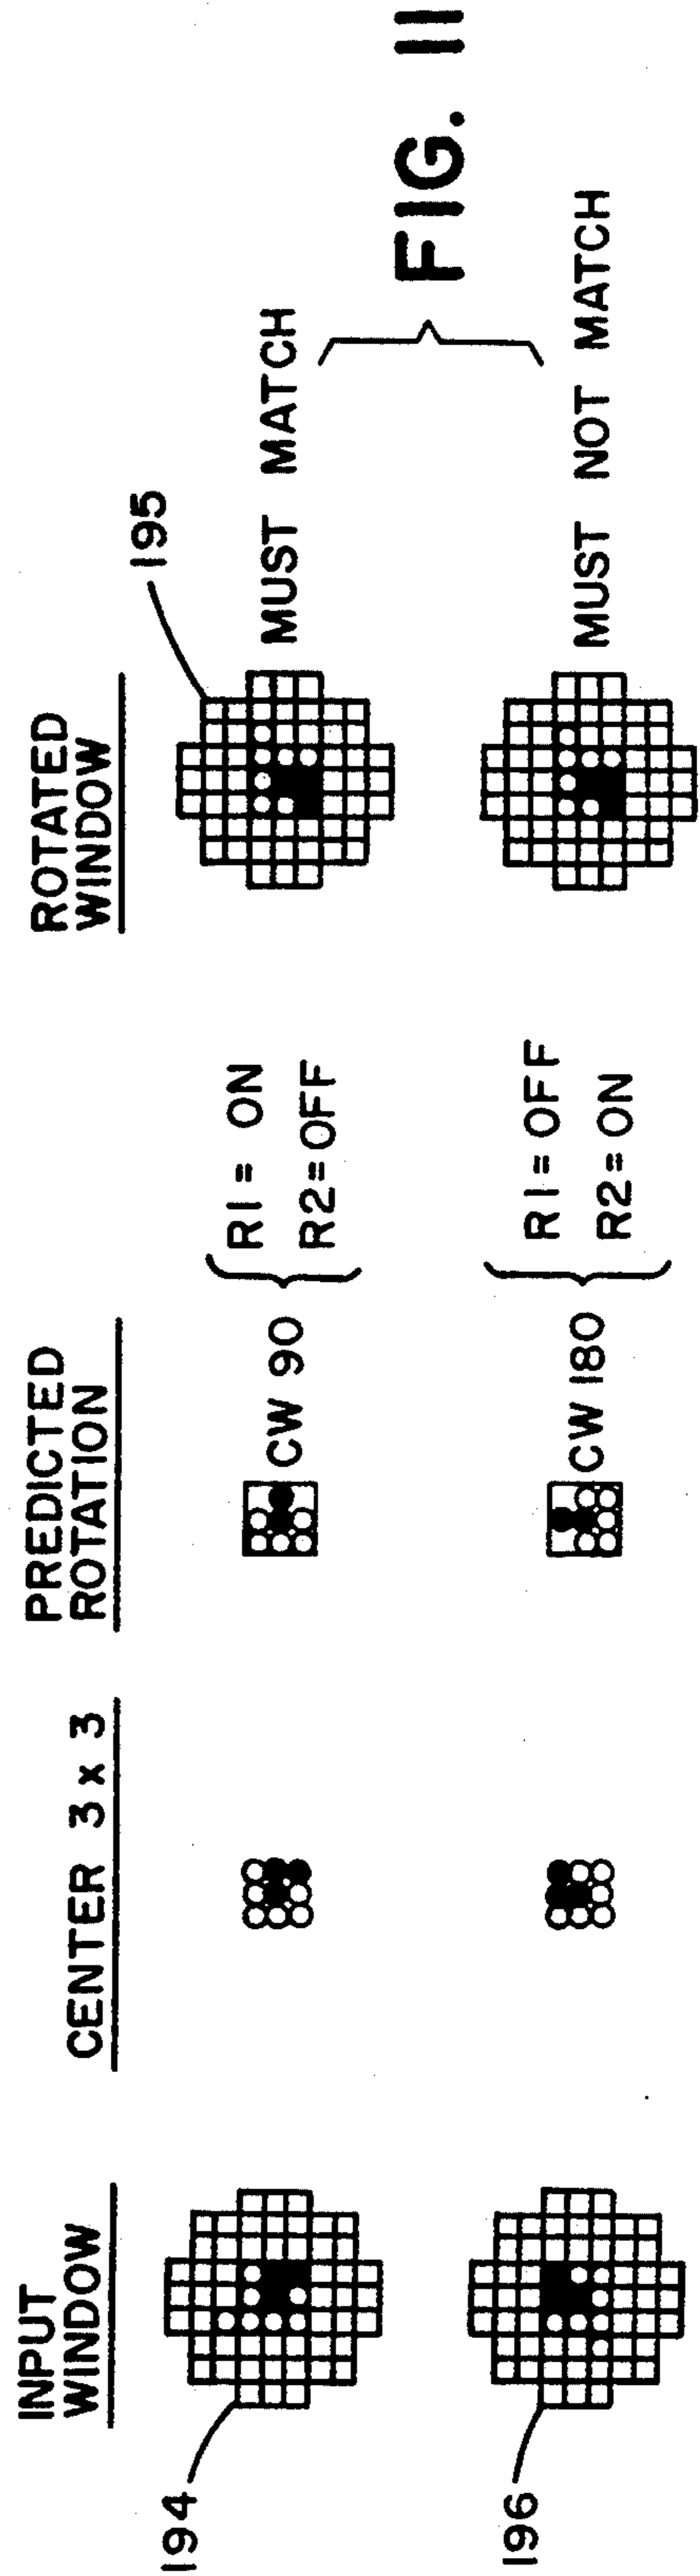 INPUT
WINDOW
CENTER 3 x 3
PREDICTED
ROTATION
ROTATED
WINDOW
194
CW 90
R1 = ON
R2=OFF
195
MUST MATCH
196
CW 180
R1=OFF
R2=ON
MUST NOT MATCH
FIG. 11